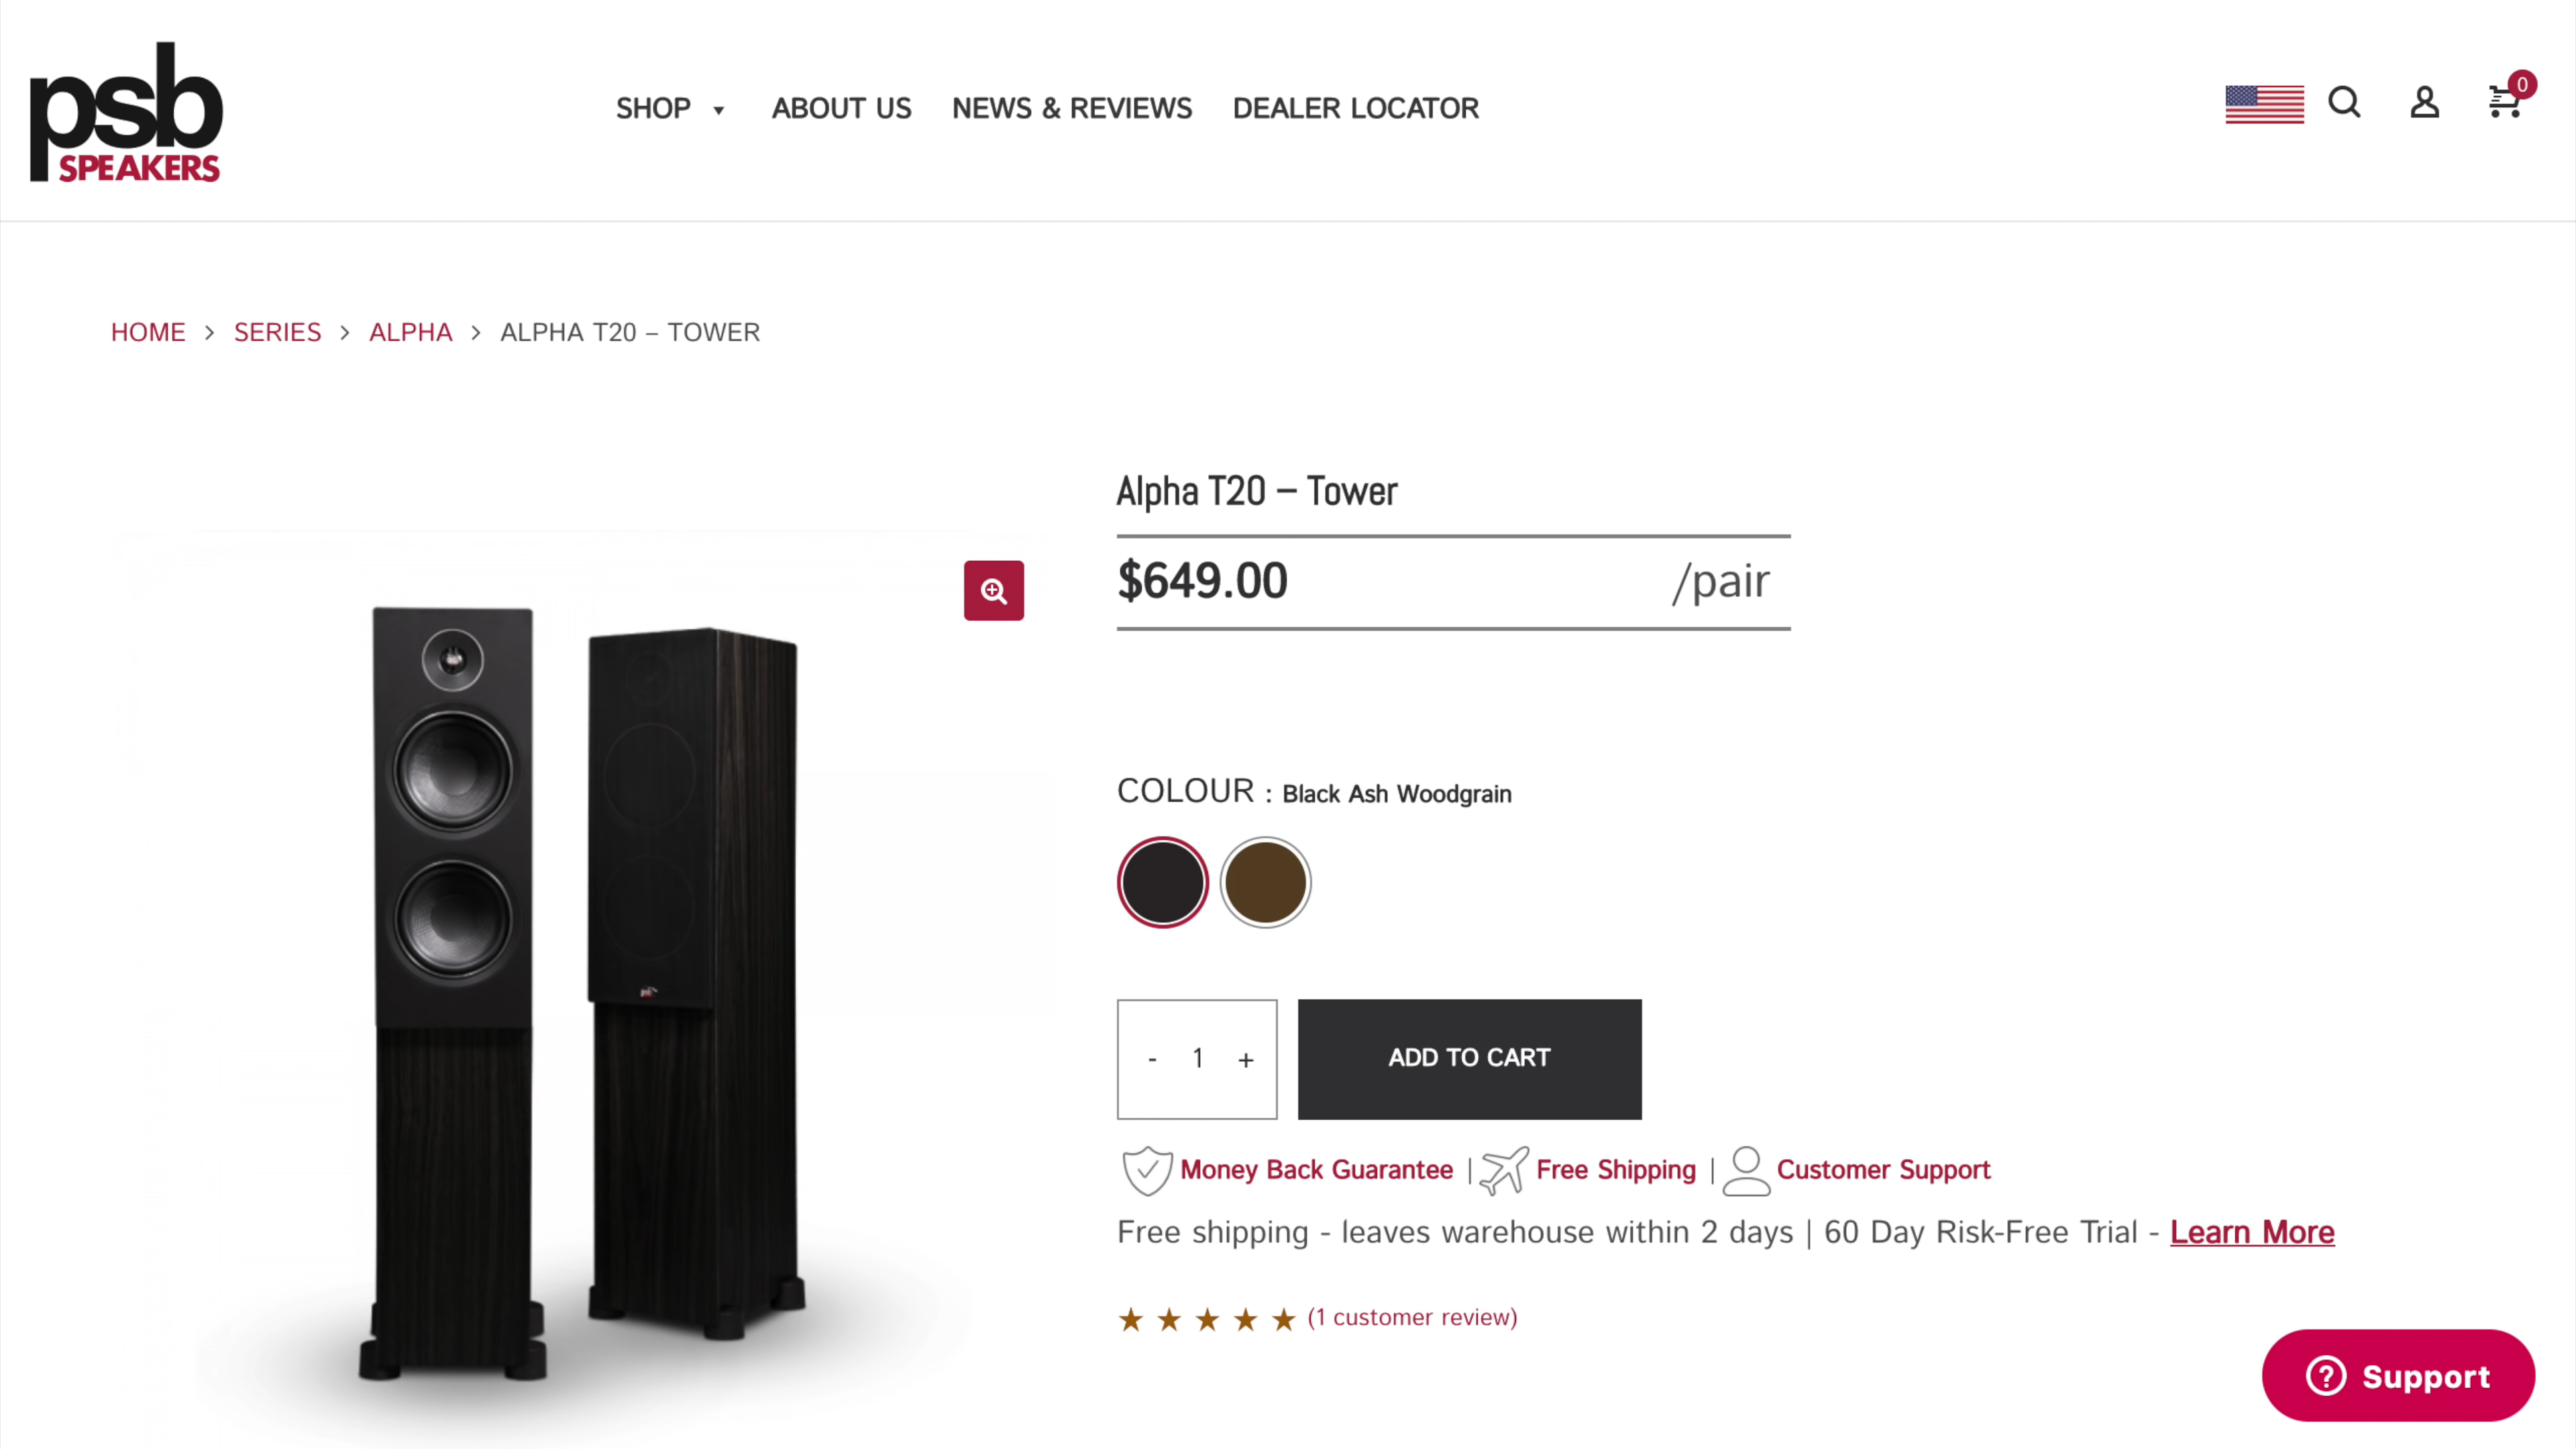 psb
SPEAKERS
SHOP ▾ ABOUT US NEWS & REVIEWS DEALER LOCATOR
0
HOME > SERIES > ALPHA > ALPHA T20 – TOWER
Alpha T20 – Tower
$649.00 /pair
COLOUR : Black Ash Woodgrain
- 1 +
ADD TO CART
Money Back Guarantee | Free Shipping | Customer Support
Free shipping - leaves warehouse within 2 days | 60 Day Risk-Free Trial - Learn More
★ ★ ★ ★ ★ (1 customer review)
psb
? Support